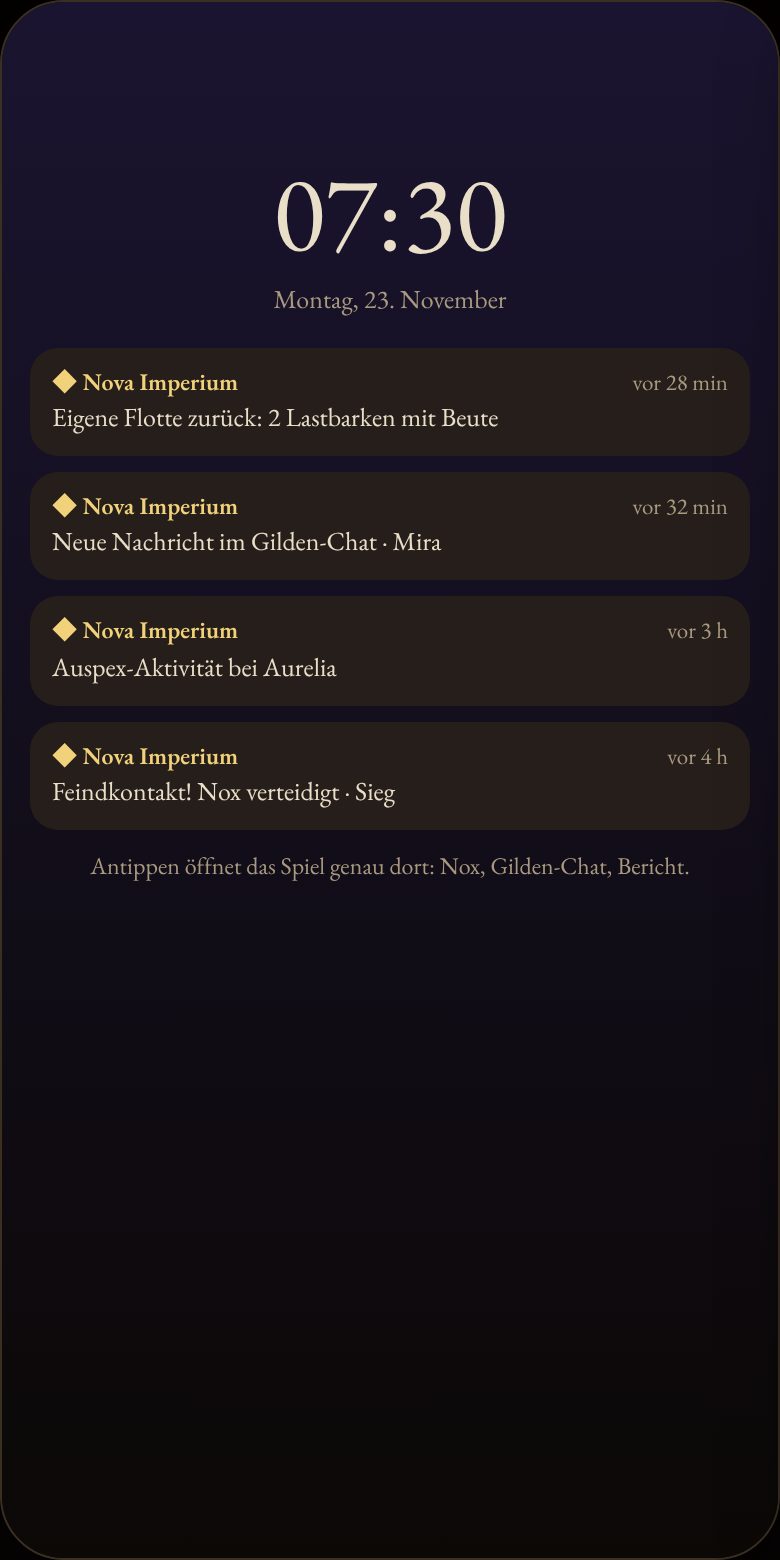 07:30
Montag, 23. November
◆ Nova Imperium vor 28 min
Eigene Flotte zurück: 2 Lastbarken mit Beute
◆ Nova Imperium vor 32 min
Neue Nachricht im Gilden-Chat · Mira
◆ Nova Imperium vor 3 h
Auspex-Aktivität bei Aurelia
◆ Nova Imperium vor 4 h
Feindkontakt! Nox verteidigt · Sieg
Antippen öffnet das Spiel genau dort: Nox, Gilden-Chat, Bericht.